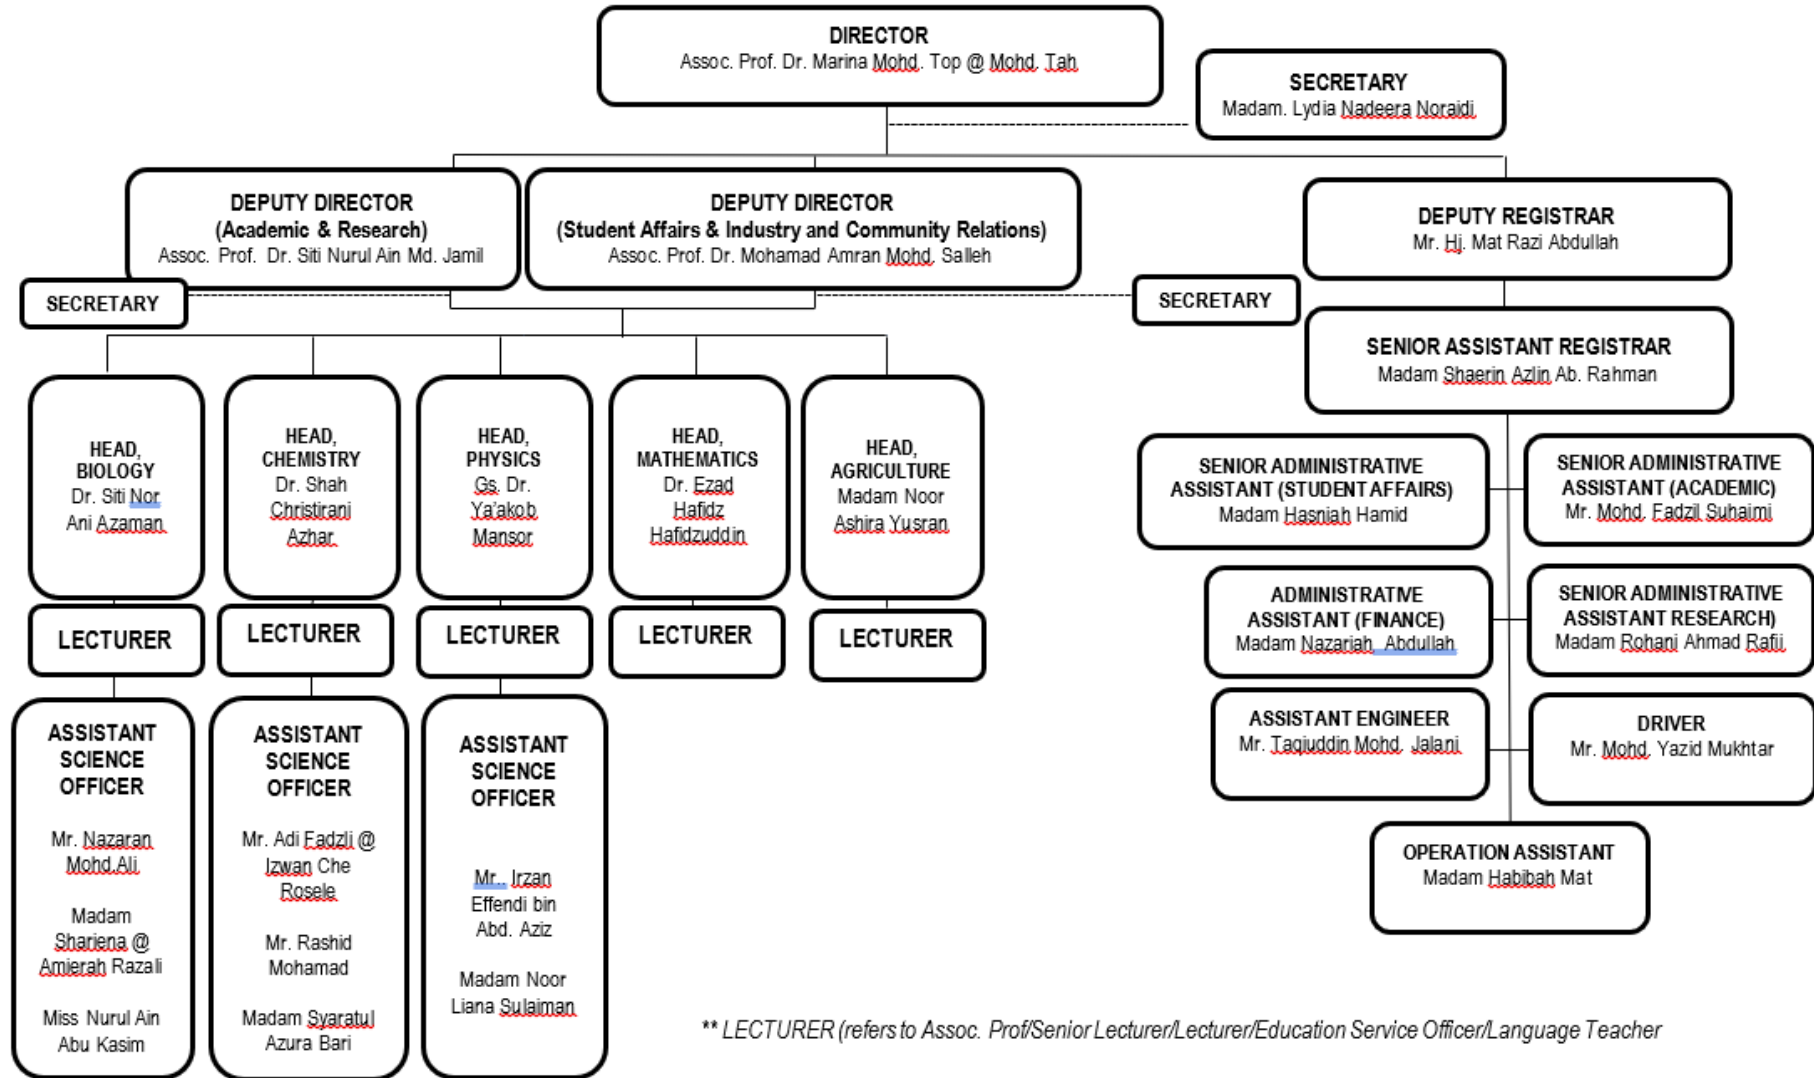 DIRECTOR
Assoc. Prof. Dr. Marina Mohd. Top @ Mohd. Tah
SECRETARY
Madam. Lydia Nadeera Noraidi
DEPUTY DIRECTOR
(Academic & Research)
Assoc. Prof. Dr. Siti Nurul Ain Md. Jamil
DEPUTY DIRECTOR
(Student Affairs & Industry and Community Relations)
Assoc. Prof. Dr. Mohamad Amran Mohd. Salleh
DEPUTY REGISTRAR
Mr. Hj. Mat Razi Abdullah
SECRETARY
SECRETARY
SENIOR ASSISTANT REGISTRAR
Madam Shaerin Azlin Ab. Rahman
HEAD,
BIOLOGY
Dr. Siti Nor
Ani Azaman
HEAD,
CHEMISTRY
Dr. Shah
Christirani
Azhar
HEAD,
PHYSICS
Gs. Dr.
Ya'akob
Mansor
HEAD,
MATHEMATICS
Dr. Ezad
Hafidz
Hafidzuddin
HEAD,
AGRICULTURE
Madam Noor
Ashira Yusran
SENIOR ADMINISTRATIVE
ASSISTANT (STUDENT AFFAIRS)
Madam Hasniah Hamid
SENIOR ADMINISTRATIVE
ASSISTANT (ACADEMIC)
Mr. Mohd. Fadzil Suhaimi
ADMINISTRATIVE
ASSISTANT (FINANCE)
Madam Nazariah Abdullah
SENIOR ADMINISTRATIVE
ASSISTANT RESEARCH)
Madam Rohani Ahmad Rafii
LECTURER
LECTURER
LECTURER
LECTURER
LECTURER
ASSISTANT
SCIENCE
OFFICER
Mr. Nazaran
Mohd.Ali
Madam
Shariena @
Amierah Razali
Miss Nurul Ain
Abu Kasim
ASSISTANT
SCIENCE
OFFICER
Mr. Adi Fadzli @
Izwan Che
Rosele
Mr. Rashid
Mohamad
Madam Syaratul
Azura Bari
ASSISTANT
SCIENCE
OFFICER
Mr.. Irzan
Effendi bin
Abd. Aziz
Madam Noor
Liana Sulaiman
ASSISTANT ENGINEER
Mr. Taqiuddin Mohd. Jalani
DRIVER
Mr. Mohd. Yazid Mukhtar
OPERATION ASSISTANT
Madam Habibah Mat
** LECTURER (refers to Assoc. Prof/Senior Lecturer/Lecturer/Education Service Officer/Language Teacher